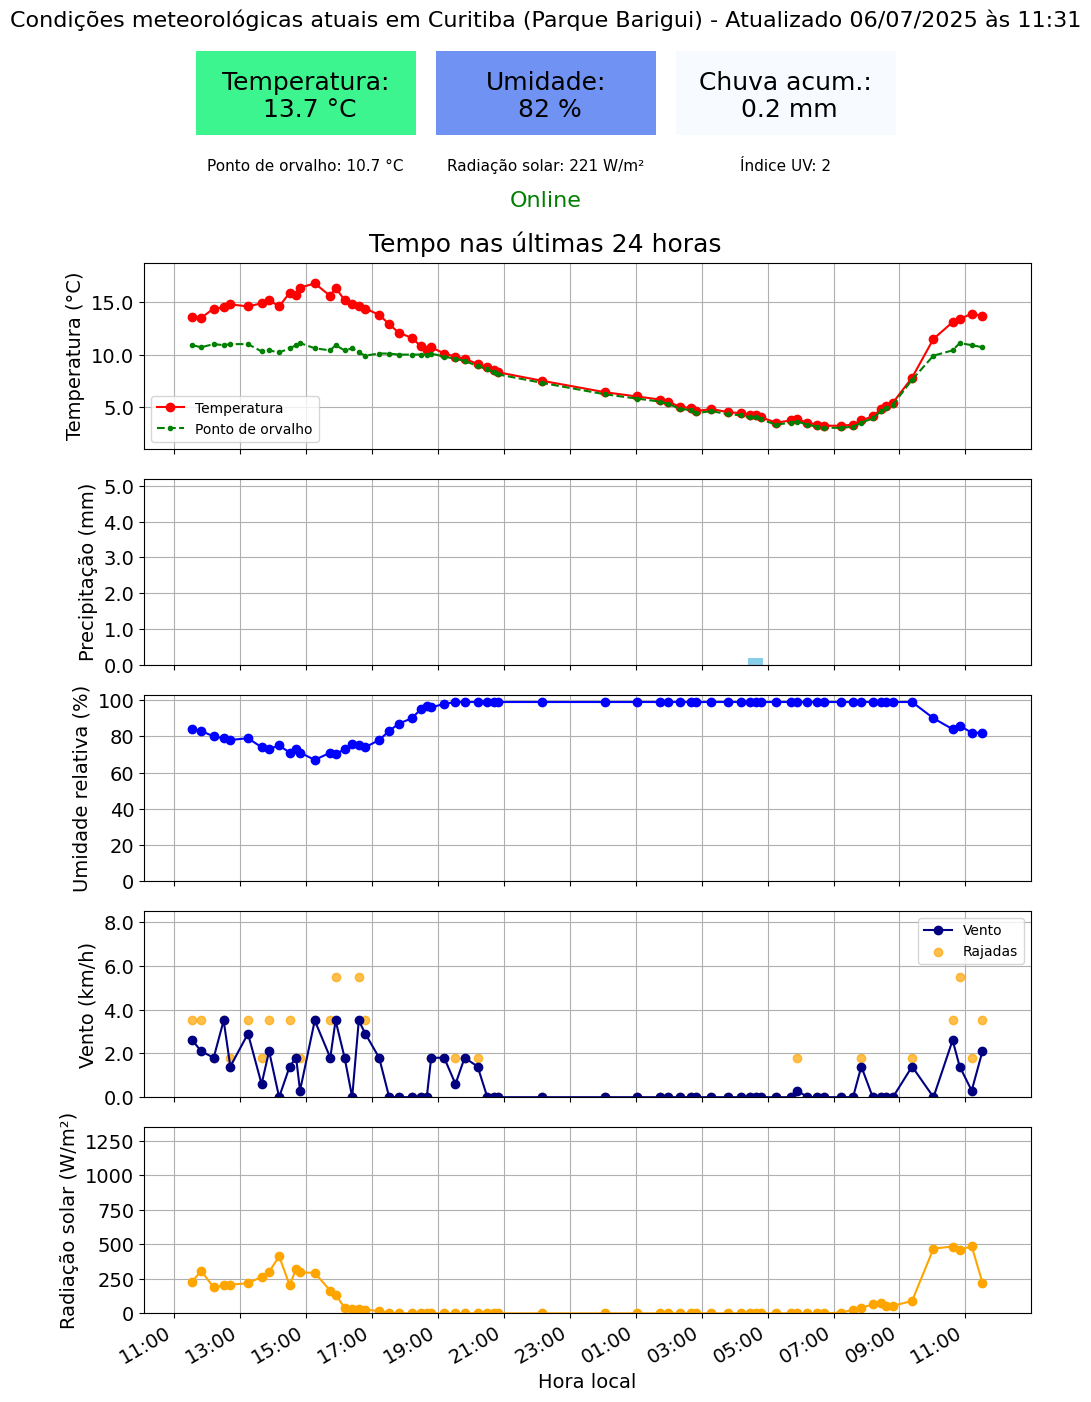 Condições meteorológicas atuais em Curitiba (Parque Barigui) - Atualizado 06/07/2025 às 11:31
Temperatura:
13.7 °C
Umidade:
82 %
Chuva acum.:
0.2 mm
Ponto de orvalho: 10.7 °C
Radiação solar: 221 W/m²
Índice UV: 2
Online
Tempo nas últimas 24 horas
Temperatura (°C)
15.0
10.0
5.0
Temperatura
Ponto de orvalho
Precipitação (mm)
5.0
4.0
3.0
2.0
1.0
0.0
Umidade relativa (%)
100
80
60
40
20
0
Vento (km/h)
8.0
6.0
4.0
2.0
0.0
Vento
Rajadas
Radiação solar (W/m²)
1250
1000
750
500
250
0
11:00
13:00
15:00
17:00
19:00
21:00
23:00
01:00
03:00
05:00
07:00
09:00
11:00
Hora local